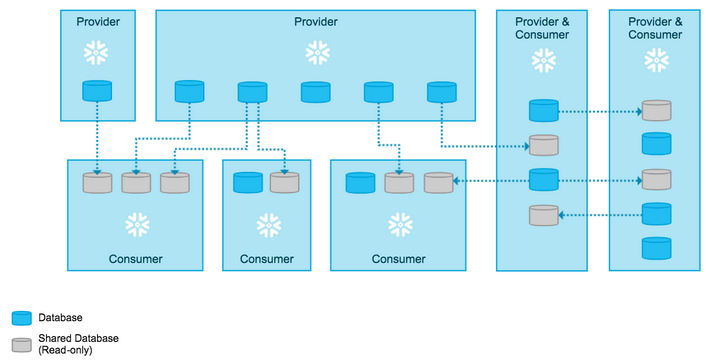 Provider
Provider
Provider &
Consumer
Provider &
Consumer
Consumer
Consumer
Consumer
Database
Shared Database
(Read-only)